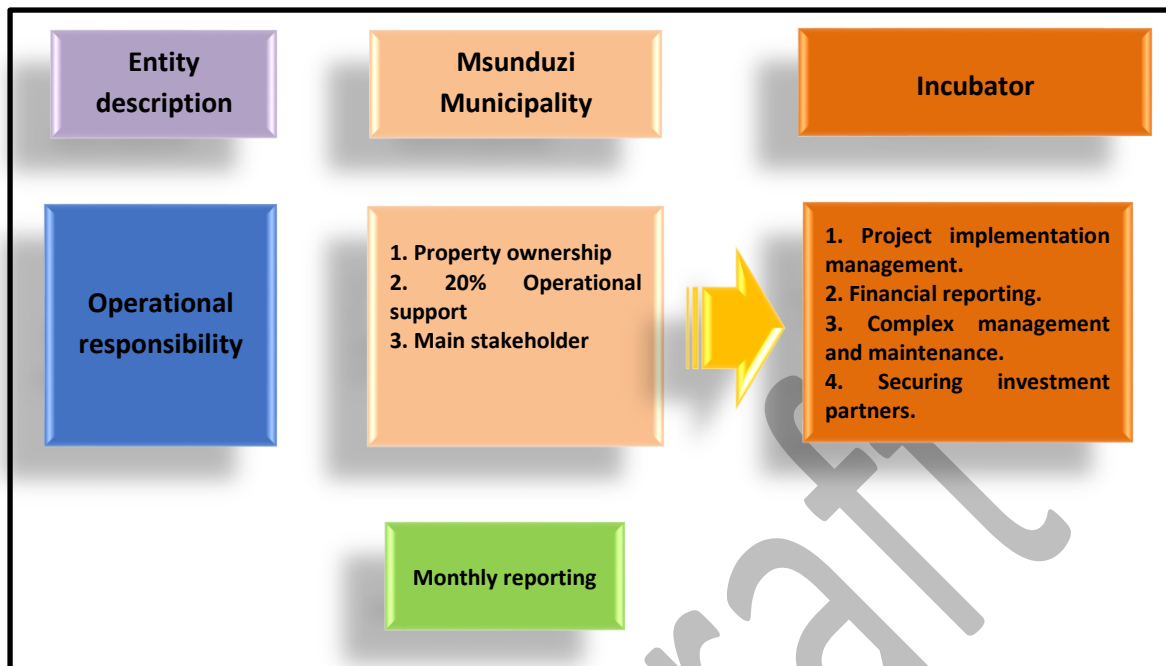 Entity
description
Msunduzi
Municipality
Incubator
Operational
responsibility
1. Property ownership
2. 20% Operational
support
3. Main stakeholder
1. Project implementation
management.
2. Financial reporting.
3. Complex management
and maintenance.
4. Securing investment
partners.
Monthly reporting
raft